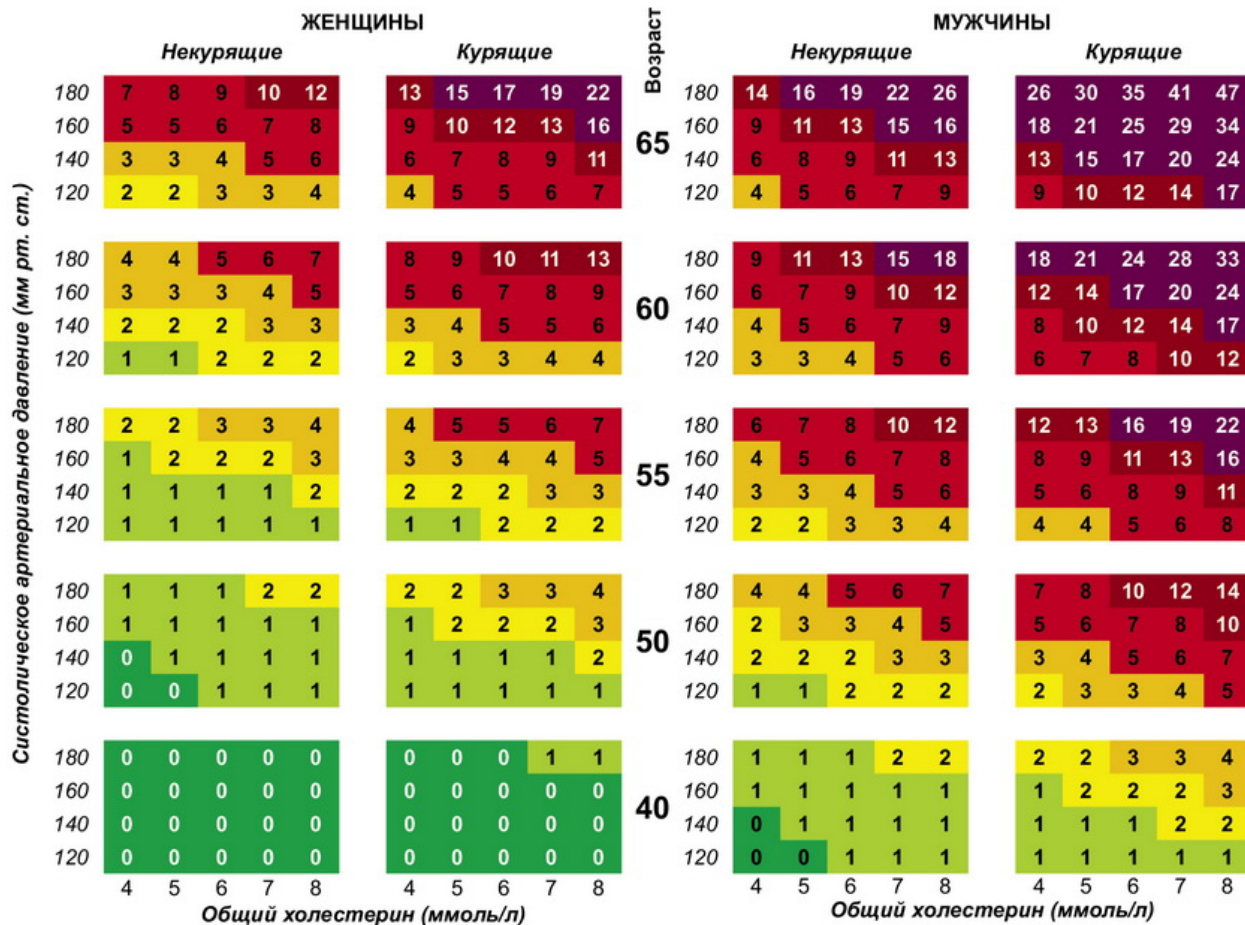 ЖЕНЩИНЫ МУЖЧИНЫ
Некурящие Курящие Возраст Некурящие Курящие
Систолическое артериальное давление (мм рт. ст.)
180 7 8 9 10 12 13 15 17 19 22 180 14 16 19 22 26 26 30 35 41 47
160 5 5 6 7 8 9 10 12 13 16 160 9 11 13 15 16 18 21 25 29 34
65
140 3 3 4 5 6 6 7 8 9 11 140 6 8 9 11 13 13 15 17 20 24
120 2 2 3 3 4 4 5 5 6 7 120 4 5 6 7 9 9 10 12 14 17
180 4 4 5 6 7 8 9 10 11 13 180 9 11 13 15 18 18 21 24 28 33
160 3 3 3 4 5 5 6 7 8 9 160 6 7 9 10 12 12 14 17 20 24
60
140 2 2 2 3 3 3 4 5 5 6 140 4 5 6 7 9 8 10 12 14 17
120 1 1 2 2 2 2 3 3 4 4 120 3 3 4 5 6 6 7 8 10 12
180 2 2 3 3 4 4 5 5 6 7 180 6 7 8 10 12 12 13 16 19 22
160 1 2 2 2 3 3 3 4 4 5 160 4 5 6 7 8 8 9 11 13 16
55
140 1 1 1 1 2 2 2 2 3 3 140 3 3 4 5 6 5 6 8 9 11
120 1 1 1 1 1 1 1 2 2 2 120 2 2 3 3 4 4 4 5 6 8
180 1 1 1 2 2 2 2 3 3 4 180 4 4 5 6 7 7 8 10 12 14
160 1 1 1 1 1 1 2 2 2 3 160 2 3 3 4 5 5 6 7 8 10
50
140 0 1 1 1 1 1 1 1 1 2 140 2 2 2 3 3 3 4 5 6 7
120 0 0 1 1 1 1 1 1 1 1 120 1 1 2 2 2 2 3 3 4 5
180 0 0 0 0 0 0 0 0 1 1 180 1 1 1 2 2 2 2 3 3 4
160 0 0 0 0 0 0 0 0 0 0 160 1 1 1 1 1 1 2 2 2 3
40
140 0 0 0 0 0 0 0 0 0 0 140 0 1 1 1 1 1 1 1 2 2
120 0 0 0 0 0 0 0 0 0 0 120 0 0 1 1 1 1 1 1 1 1
4 5 6 7 8 4 5 6 7 8 4 5 6 7 8 4 5 6 7 8
Общий холестерин (ммоль/л) Общий холестерин (ммоль/л)